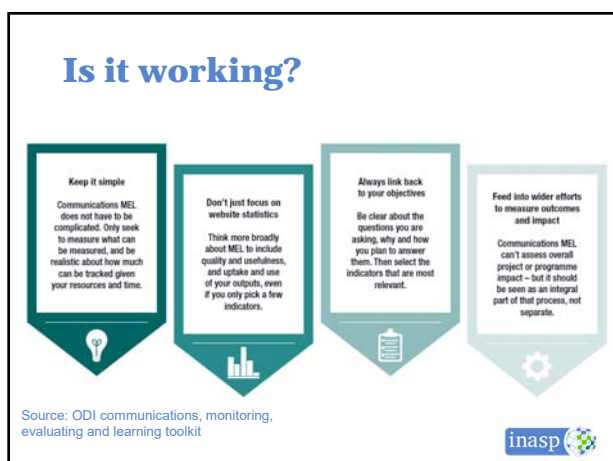 Is it working?
Keep it simple
Communications MEL
does not have to be
complicated. Only seek
to measure what can
be measured, and be
realistic about how much
can be tracked given
your resources and time.
Don't just focus on
website statistics
Think more broadly
about MEL to include
quality and usefulness,
and uptake and use
of your outputs, even
if you only pick a few
indicators.
Always link back
to your objectives
Be clear about the
questions you are
asking, why and how
you plan to answer
them. Then select the
indicators that are most
relevant.
Feed into wider efforts
to measure outcomes
and impact
Communications MEL
can't assess overall
project or programme
impact – but it should
be seen as an integral
part of that process, not
separate.
Source: ODI communications, monitoring,
evaluating and learning toolkit
inasp